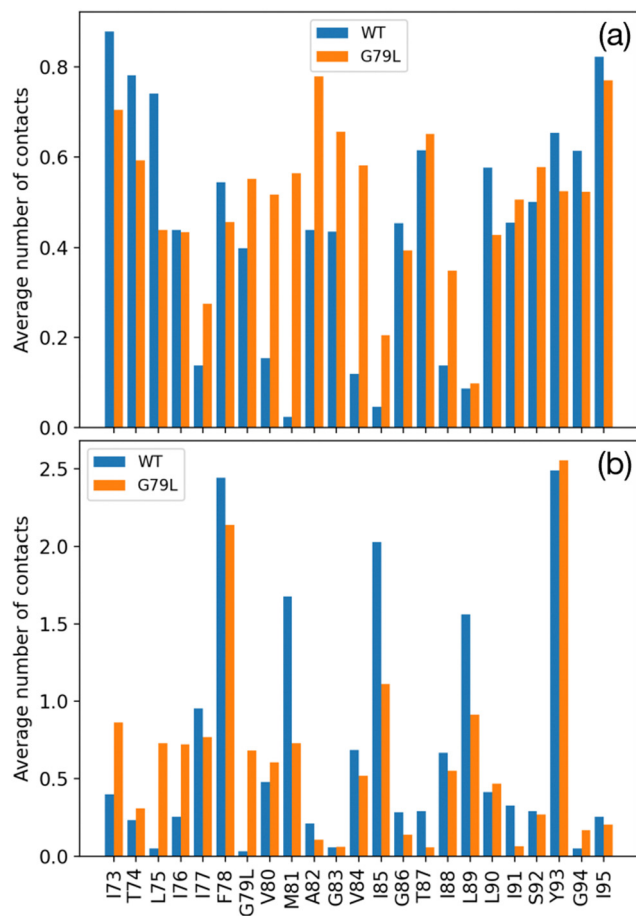 (a)
WT
G79L
Average number of contacts
0.8
0.6
0.4
0.2
0.0
(b)
WT
G79L
Average number of contacts
2.5
2.0
1.5
1.0
0.5
0.0
I73
T74
L75
I76
I77
F78
G79L
V80
M81
A82
G83
V84
I85
G86
T87
I88
L89
L90
I91
S92
Y93
G94
I95